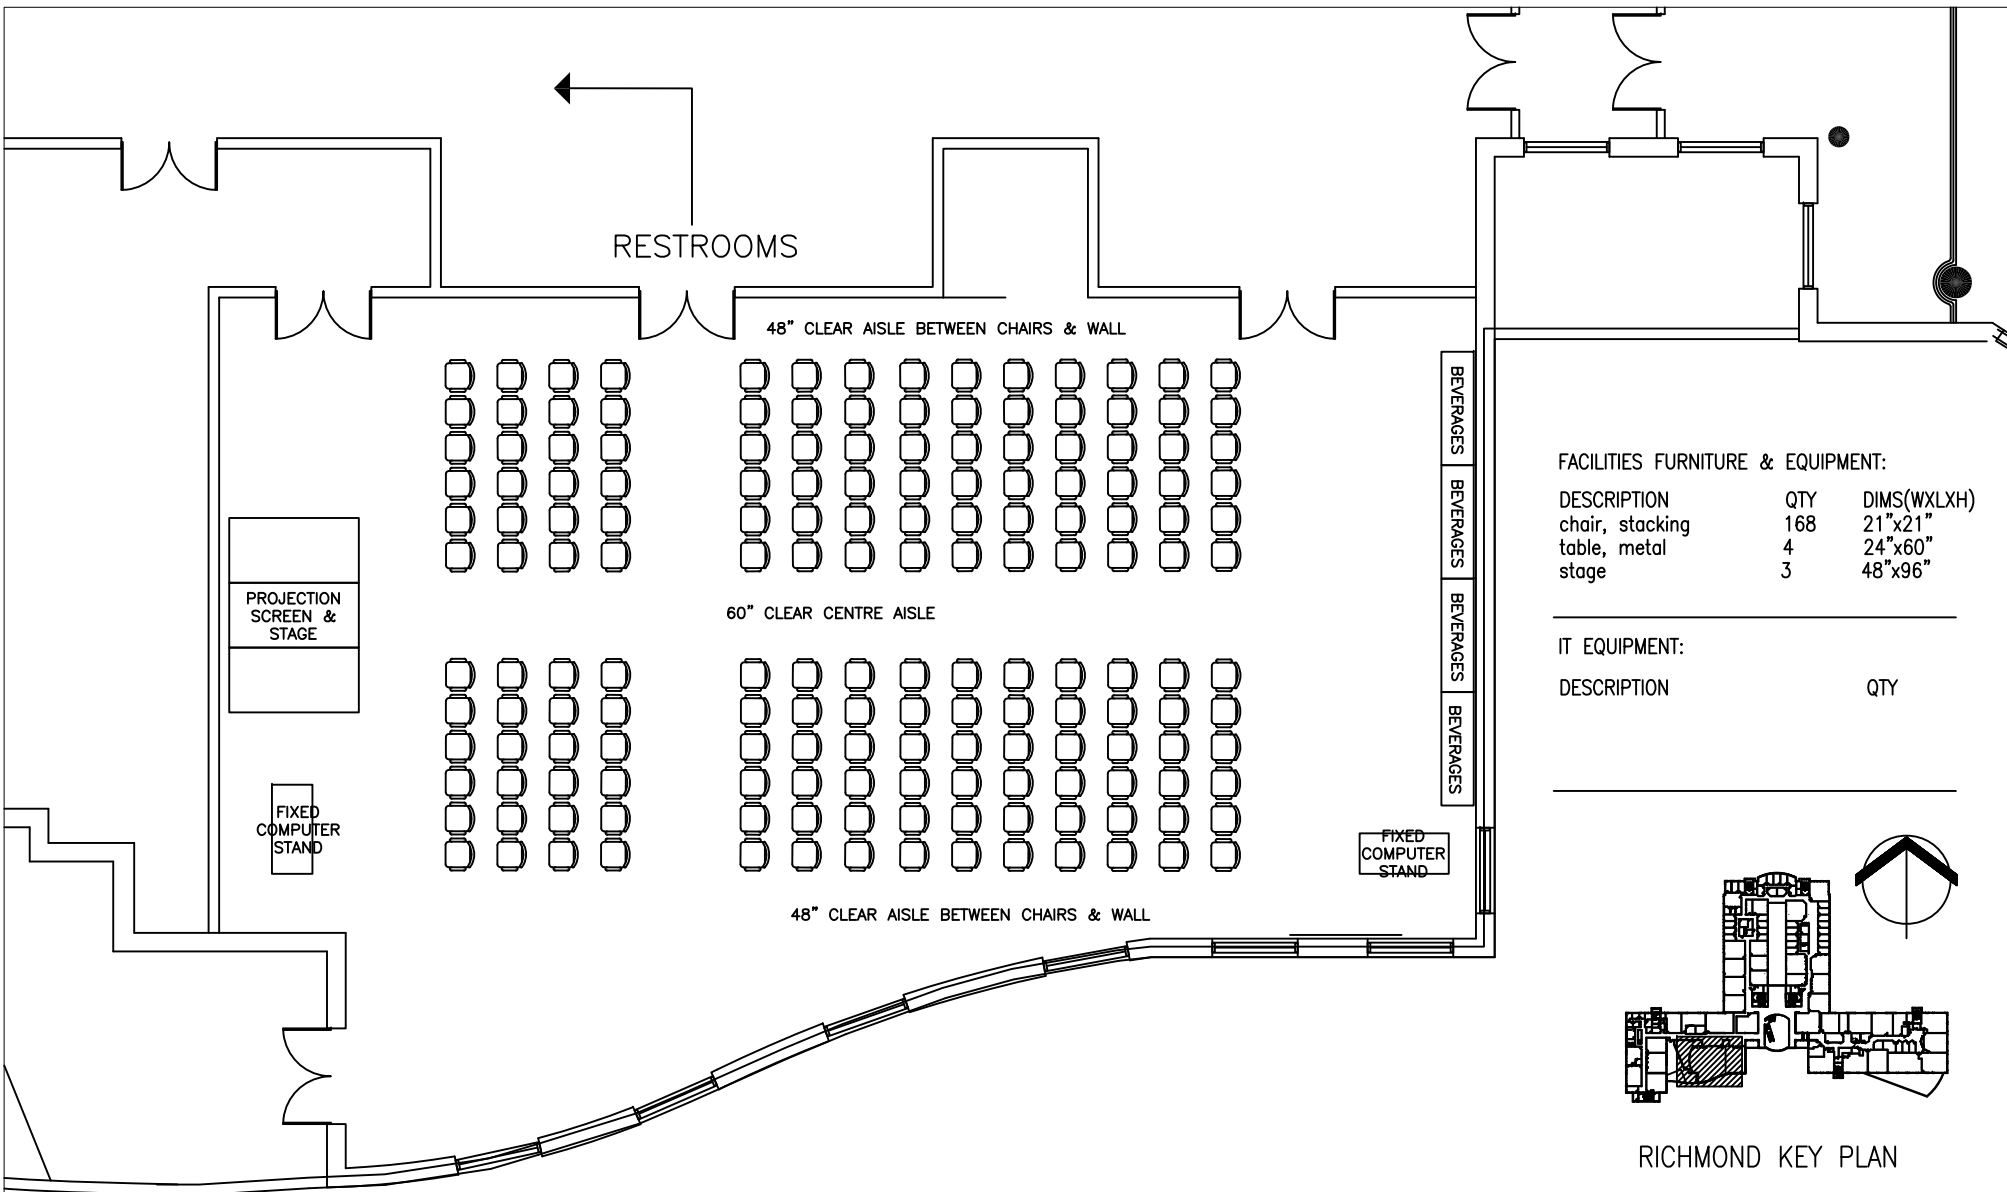 RESTROOMS
48" CLEAR AISLE BETWEEN CHAIRS & WALL
BEVERAGES
BEVERAGES
BEVERAGES
BEVERAGES
PROJECTION
SCREEN &
STAGE
60" CLEAR CENTRE AISLE
FIXED
COMPUTER
STAND
FIXED
COMPUTER
STAND
48" CLEAR AISLE BETWEEN CHAIRS & WALL
FACILITIES FURNITURE & EQUIPMENT:
DESCRIPTION QTY DIMS(WXLXH)
chair, stacking 168 21"x21"
table, metal 4 24"x60"
stage 3 48"x96"
IT EQUIPMENT:
DESCRIPTION QTY
RICHMOND KEY PLAN